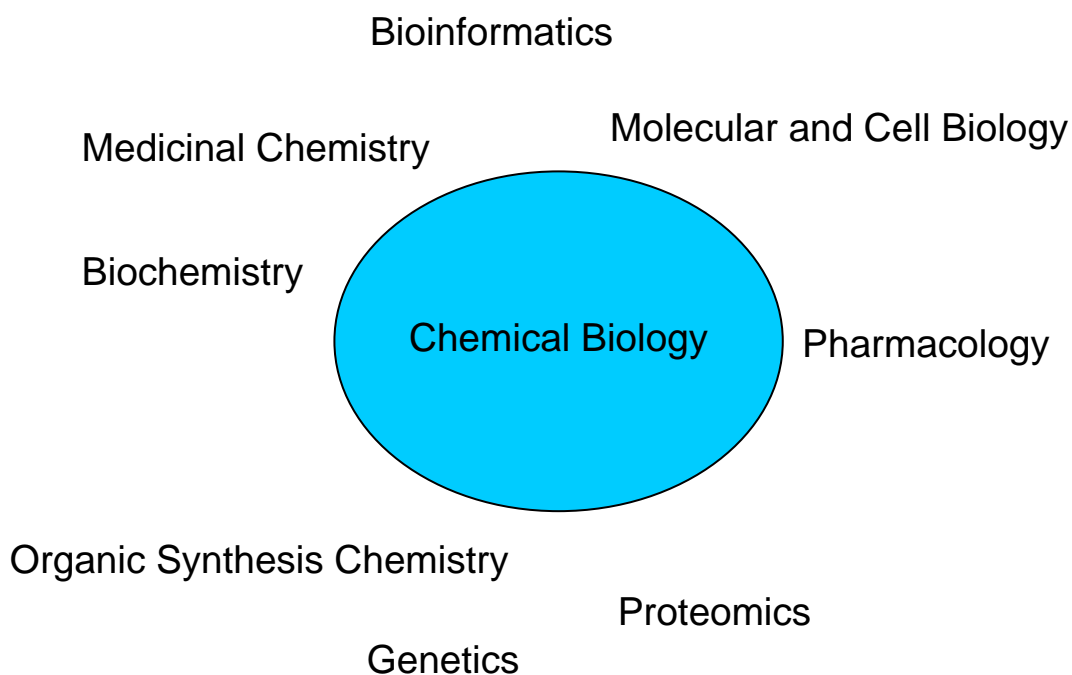 Bioinformatics
Molecular and Cell Biology
Medicinal Chemistry
Biochemistry
Chemical Biology
Pharmacology
Organic Synthesis Chemistry
Proteomics
Genetics